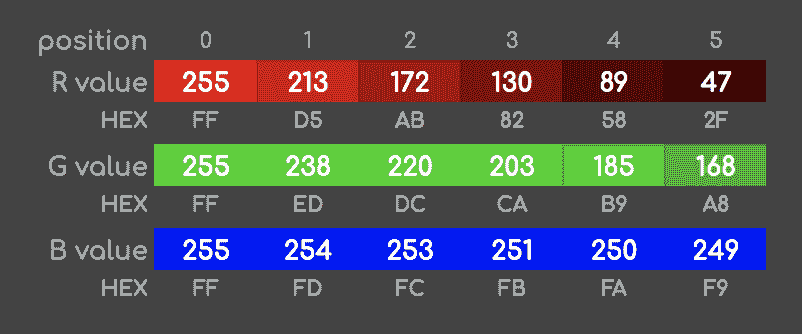 position 0 1 2 3 4 5
R value 255 213 172 130 89 47
HEX FF D5 AB 82 58 2F
G value 255 238 220 203 185 168
HEX FF ED DC CA B9 A8
B value 255 254 253 251 250 249
HEX FF FD FC FB FA F9